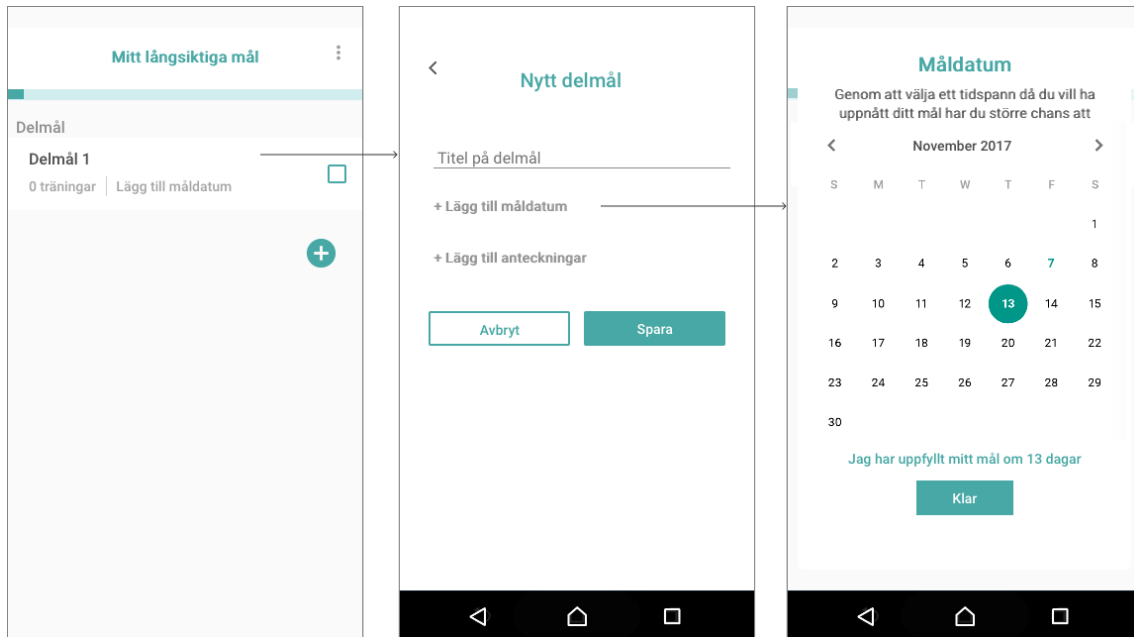 Mitt långsiktiga mål
Delmål
Delmål 1
0 träningar Lägg till måldatum
Nytt delmål
Titel på delmål
+ Lägg till måldatum
+ Lägg till anteckningar
Avbryt Spara
Måldatum
Genom att välja ett tidspann då du vill ha
uppnått ditt mål har du större chans att
November 2017
S M T W T F S
1
2 3 4 5 6 7 8
9 10 11 12 13 14 15
16 17 18 19 20 21 22
23 24 25 26 27 28 29
30
Jag har uppfyllt mitt mål om 13 dagar
Klar